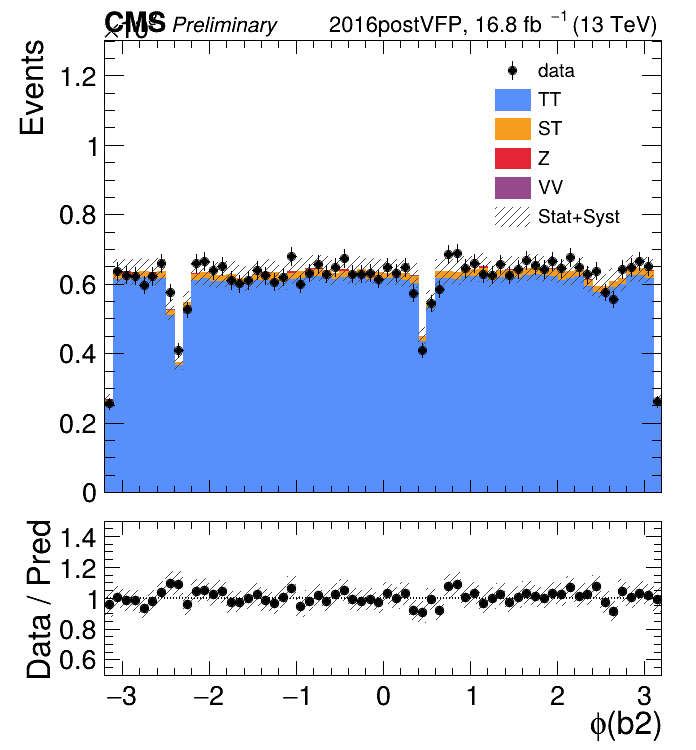 CMS Preliminary 2016postVFP, 16.8 fb⁻¹ (13 TeV)
Events
1.2
1
0.8
0.6
0.4
0.2
0
data
TT
ST
Z
VV
Stat+Syst
Data / Pred
1.4
1.2
1
0.8
0.6
−3 −2 −1 0 1 2 3
ϕ(b2)